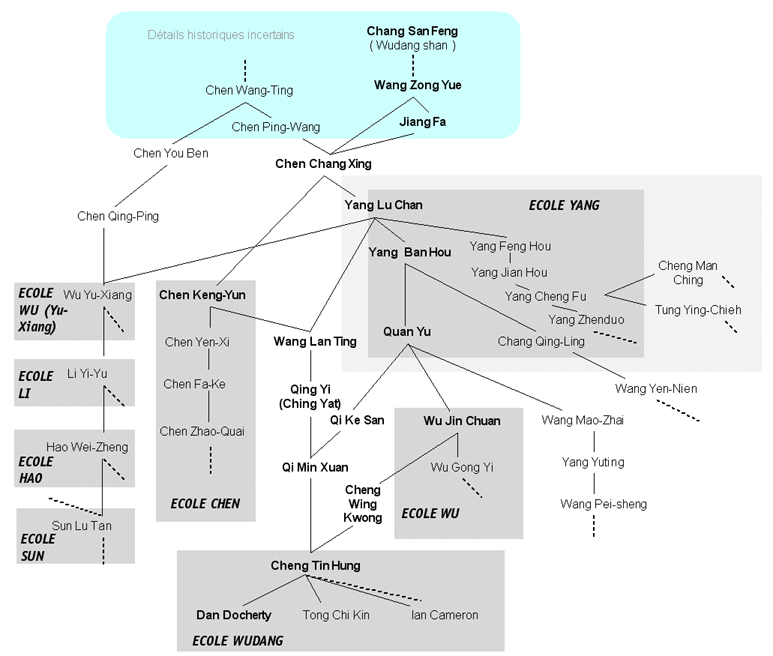 Détails historiques incertains
Chang San Feng
( Wudang shan )
Chen Wang-Ting
Wang Zong Yue
Chen Ping-Wang
Jiang Fa
Chen You Ben
Chen Chang Xing
Yang Lu Chan
ECOLE YANG
Chen Qing-Ping
Yang Ban Hou
Yang Feng Hou
Yang Jian Hou
Cheng Man
Ching
Yang Cheng Fu
Tung Ying-Chieh
Yang Zhenduo
ECOLE
WU (Yu-
Xiang)
Wu Yu-Xiang
Chen Keng-Yun
Quan Yu
Chang Qing-Ling
Chen Yen-Xi
Wang Lan Ting
ECOLE
LI
Li Yi-Yu
Chen Fa-Ke
Qing Yi
(Ching Yat)
Wang Yen-Nien
Qi Ke San
Wu Jin Chuan
Wang Mao-Zhai
Chen Zhao-Quai
Hao Wei-Zheng
ECOLE
HAO
Qi Min Xuan
Wu Gong Yi
Yang Yuting
Cheng
Wing
Kwong
ECOLE CHEN
ECOLE WU
Wang Pei-sheng
Sun Lu Tan
ECOLE
SUN
Cheng Tin Hung
Dan Docherty
Tong Chi Kin
Ian Cameron
ECOLE WUDANG